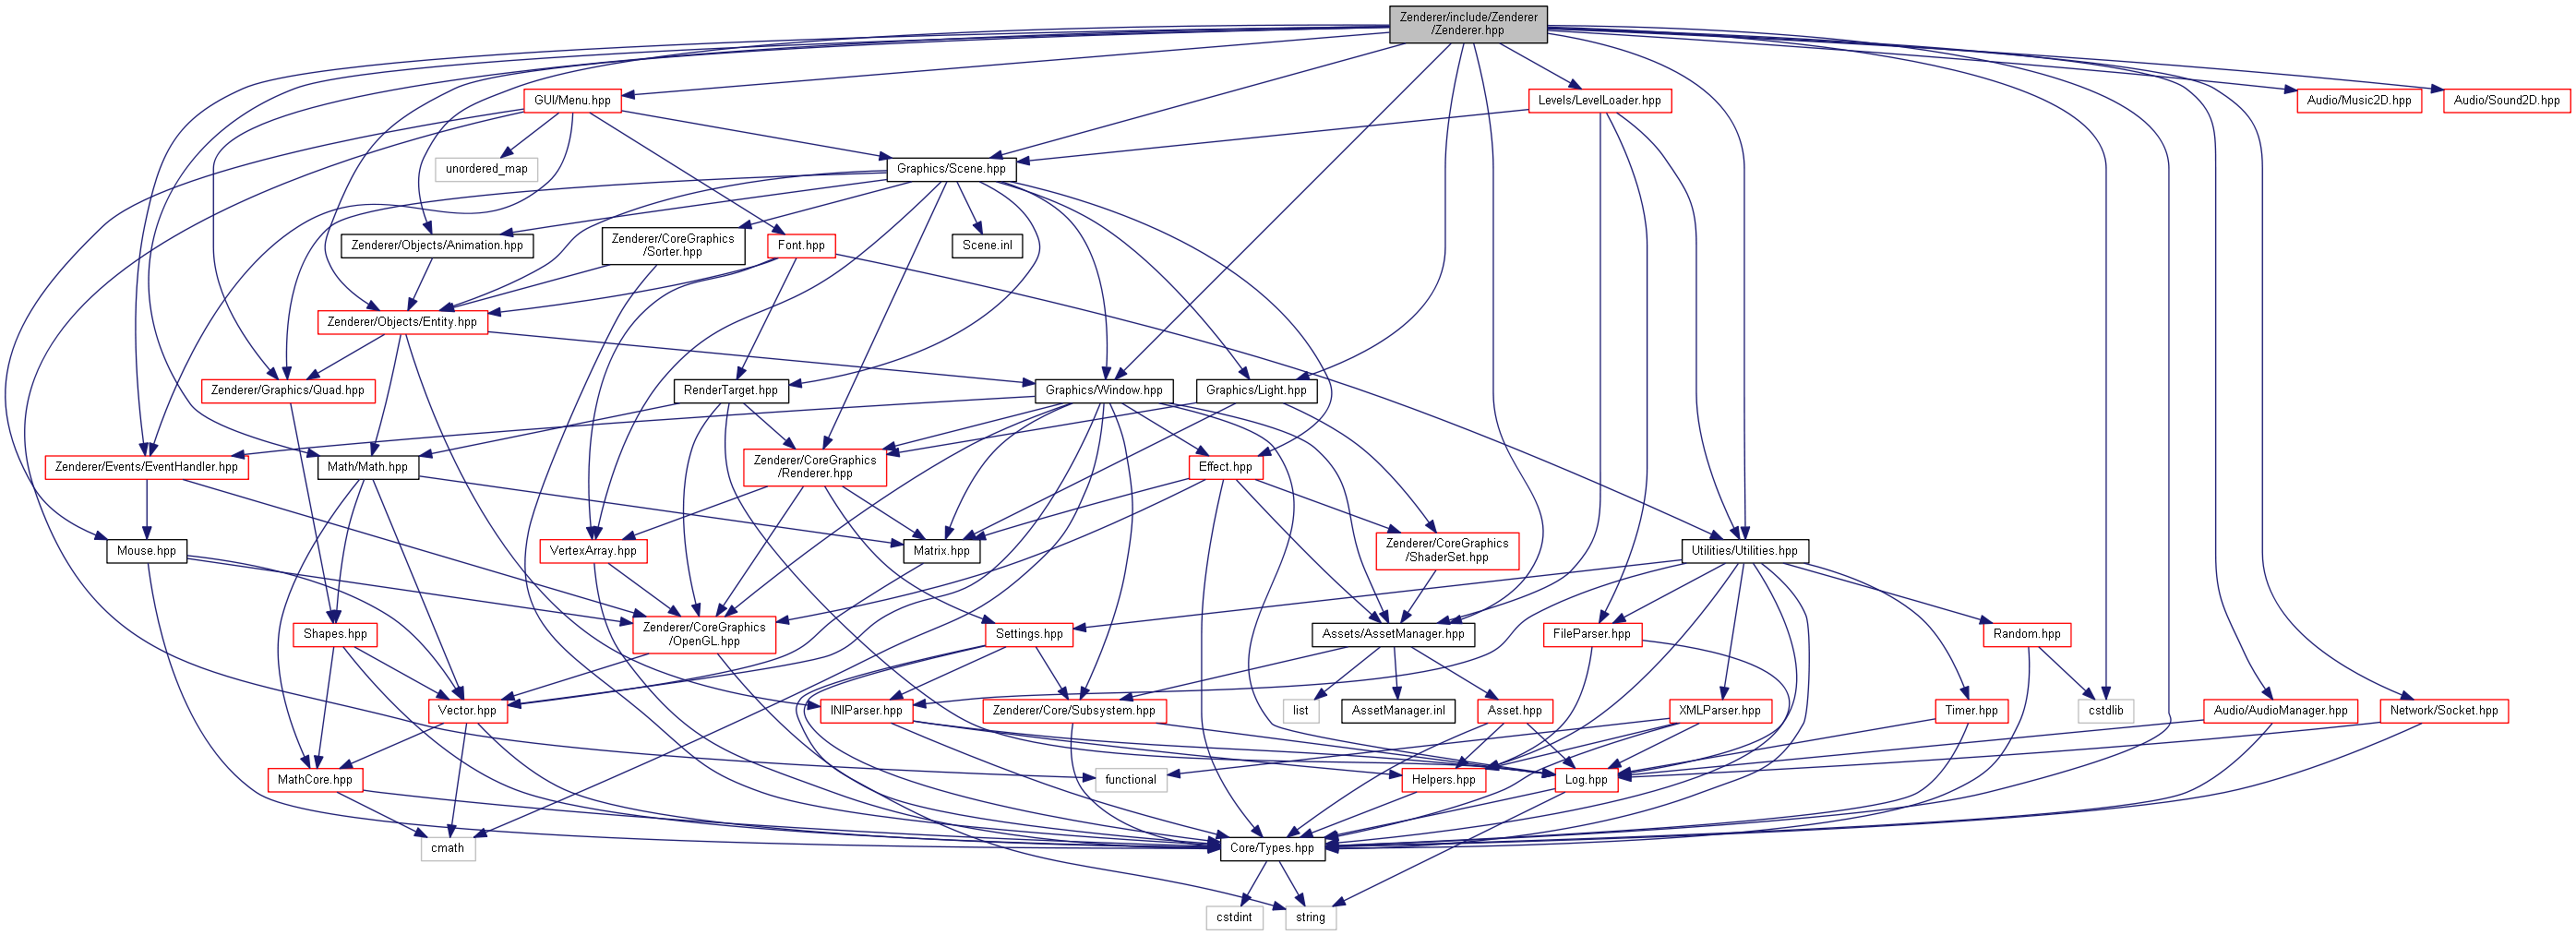 Zenderer/include/Zenderer
/Zenderer.hpp
GUI/Menu.hpp
Levels/LevelLoader.hpp
Audio/Music2D.hpp
Audio/Sound2D.hpp
unordered_map
Graphics/Scene.hpp
Zenderer/Objects/Animation.hpp
Zenderer/CoreGraphics
/Sorter.hpp
Font.hpp
Scene.inl
Zenderer/Objects/Entity.hpp
Zenderer/Graphics/Quad.hpp
RenderTarget.hpp
Graphics/Window.hpp
Graphics/Light.hpp
Zenderer/Events/EventHandler.hpp
Math/Math.hpp
Zenderer/CoreGraphics
/Renderer.hpp
Effect.hpp
Mouse.hpp
VertexArray.hpp
Matrix.hpp
Zenderer/CoreGraphics
/ShaderSet.hpp
Utilities/Utilities.hpp
Shapes.hpp
Zenderer/CoreGraphics
/OpenGL.hpp
Settings.hpp
Assets/AssetManager.hpp
FileParser.hpp
Random.hpp
Vector.hpp
INIParser.hpp
Zenderer/Core/Subsystem.hpp
list
AssetManager.inl
Asset.hpp
XMLParser.hpp
Timer.hpp
cstdlib
Audio/AudioManager.hpp
Network/Socket.hpp
MathCore.hpp
functional
Helpers.hpp
Log.hpp
cmath
Core/Types.hpp
cstdint
string